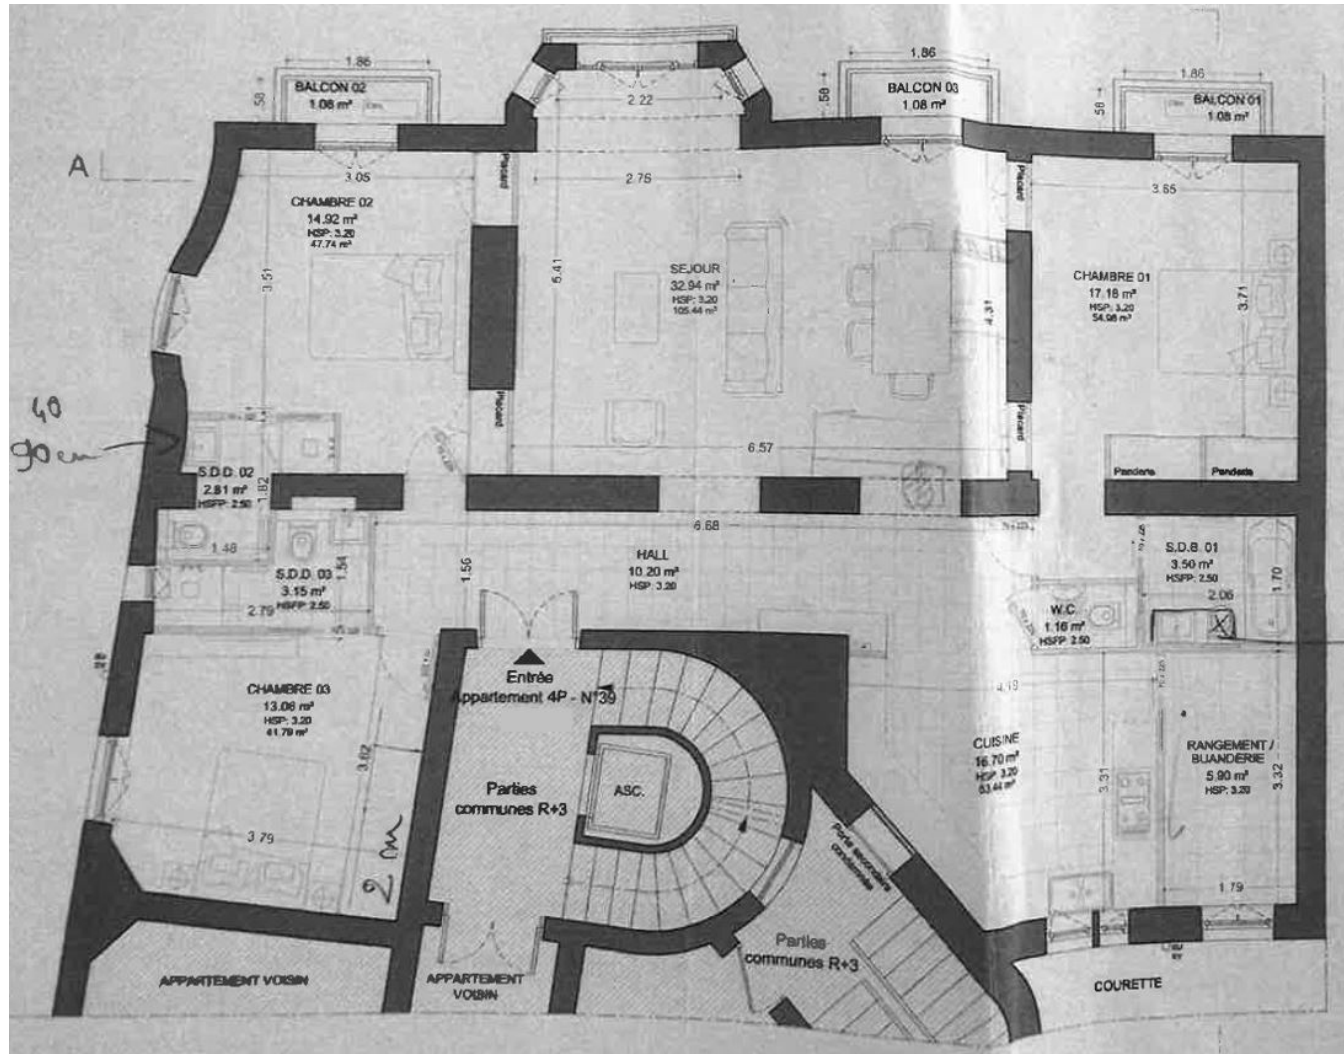 1.86
1.86
1.86
BALCON 02
1.08 m²
.58
2.22
BALCON 03
1.08 m²
.58
BALCON 01
1.08 m²
.58
A
3.05
Placard
2.75
Placard
3.65
CHAMBRE 02
14.92 m²
HSP: 3.20
47.74 m³
3.51
5.41
SEJOUR
32.94 m²
HSP: 3.20
105.44 m³
4.31
CHAMBRE 01
17.18 m²
HSP: 3.20
54.98 m³
3.71
40
90 cm
Placard
6.57
Placard
Penderie
Penderie
S.D.D. 02
2.81 m²
HSFP: 2.50
1.82
1.48
6.68
HALL
10.20 m²
HSP: 3.20
1.56
1.54
S.D.D. 03
3.15 m²
HSFP: 2.50
2.79
S.D.B. 01
3.50 m²
HSFP: 2.50
1.70
2.06
W.C.
1.16 m²
HSFP: 2.50
Entrée
Appartement 4P - N°39
CHAMBRE 03
13.06 m²
HSP: 3.20
41.79 m³
3.62
3.79
2 m
4.19
CUISINE
16.70 m²
HSP: 3.20
53.44 m³
3.31
RANGEMENT /
BUANDERIE
5.90 m²
HSP: 3.20
3.32
1.79
Parties
communes R+3
ASC.
Porte secondaire
condamnée
Parties
communes R+3
APPARTEMENT VOISIN
APPARTEMENT
VOISIN
COURETTE